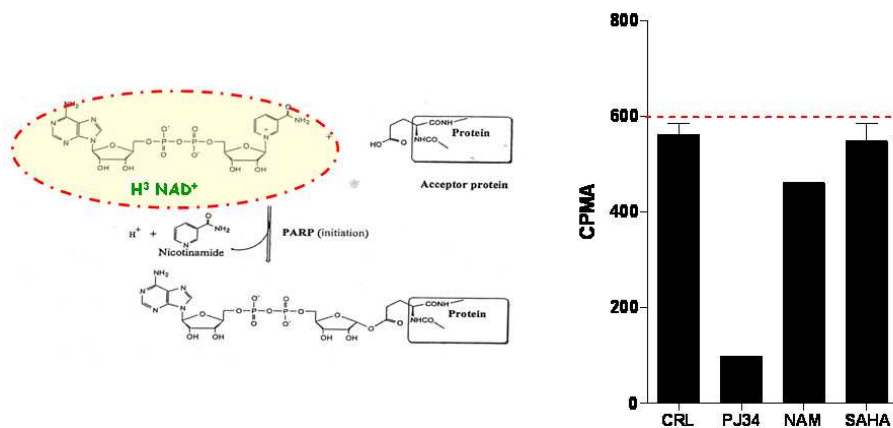 NH₂
N
N
N
N
O
O
OH OH
O⁻
O—P—O—P—O
O O⁻
O
OH OH
N⁺
O
NH₂
+
H³ NAD⁺
HO
O
CONH
NHCO
Protein
Acceptor protein
H⁺ +
N
O
NH₂
Nicotinamide
PARP (initiation)
NH₂
N
N
N
N
O
OH OH
O⁻
O—P—O—P—O
O O⁻
O
OH OH
O
O
CONH
NHCO
Protein
800
600
400
200
0
CPMA
CRL PJ34 NAM SAHA